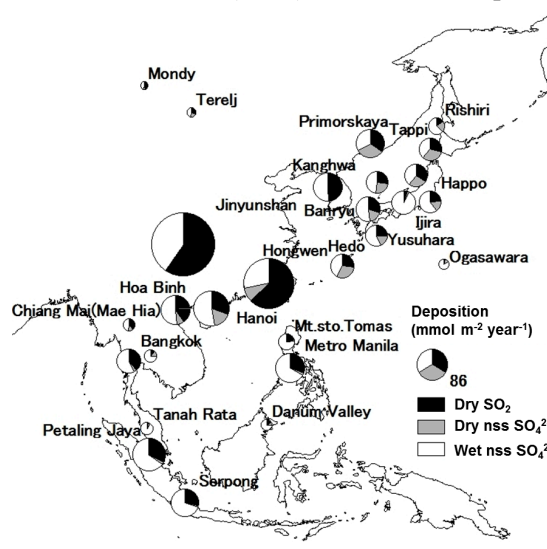 Mondy
Terelj
Rishiri
Primorskaya
Tappi
Kanghwa
Happo
Jinyunshan
Banryu
Ijira
Hongwen
Hedo
Yusuhara
Ogasawara
Hoa Binh
Chiang Mai(Mae Hia)
Hanoi
Deposition
(mmol m-2 year-1)
Mt.sto.Tomas
Bangkok
Metro Manila
86
Dry SO2
Tanah Rata
Danum Valley
Dry nss SO42
Petaling Jaya
Wet nss SO42
Serpong